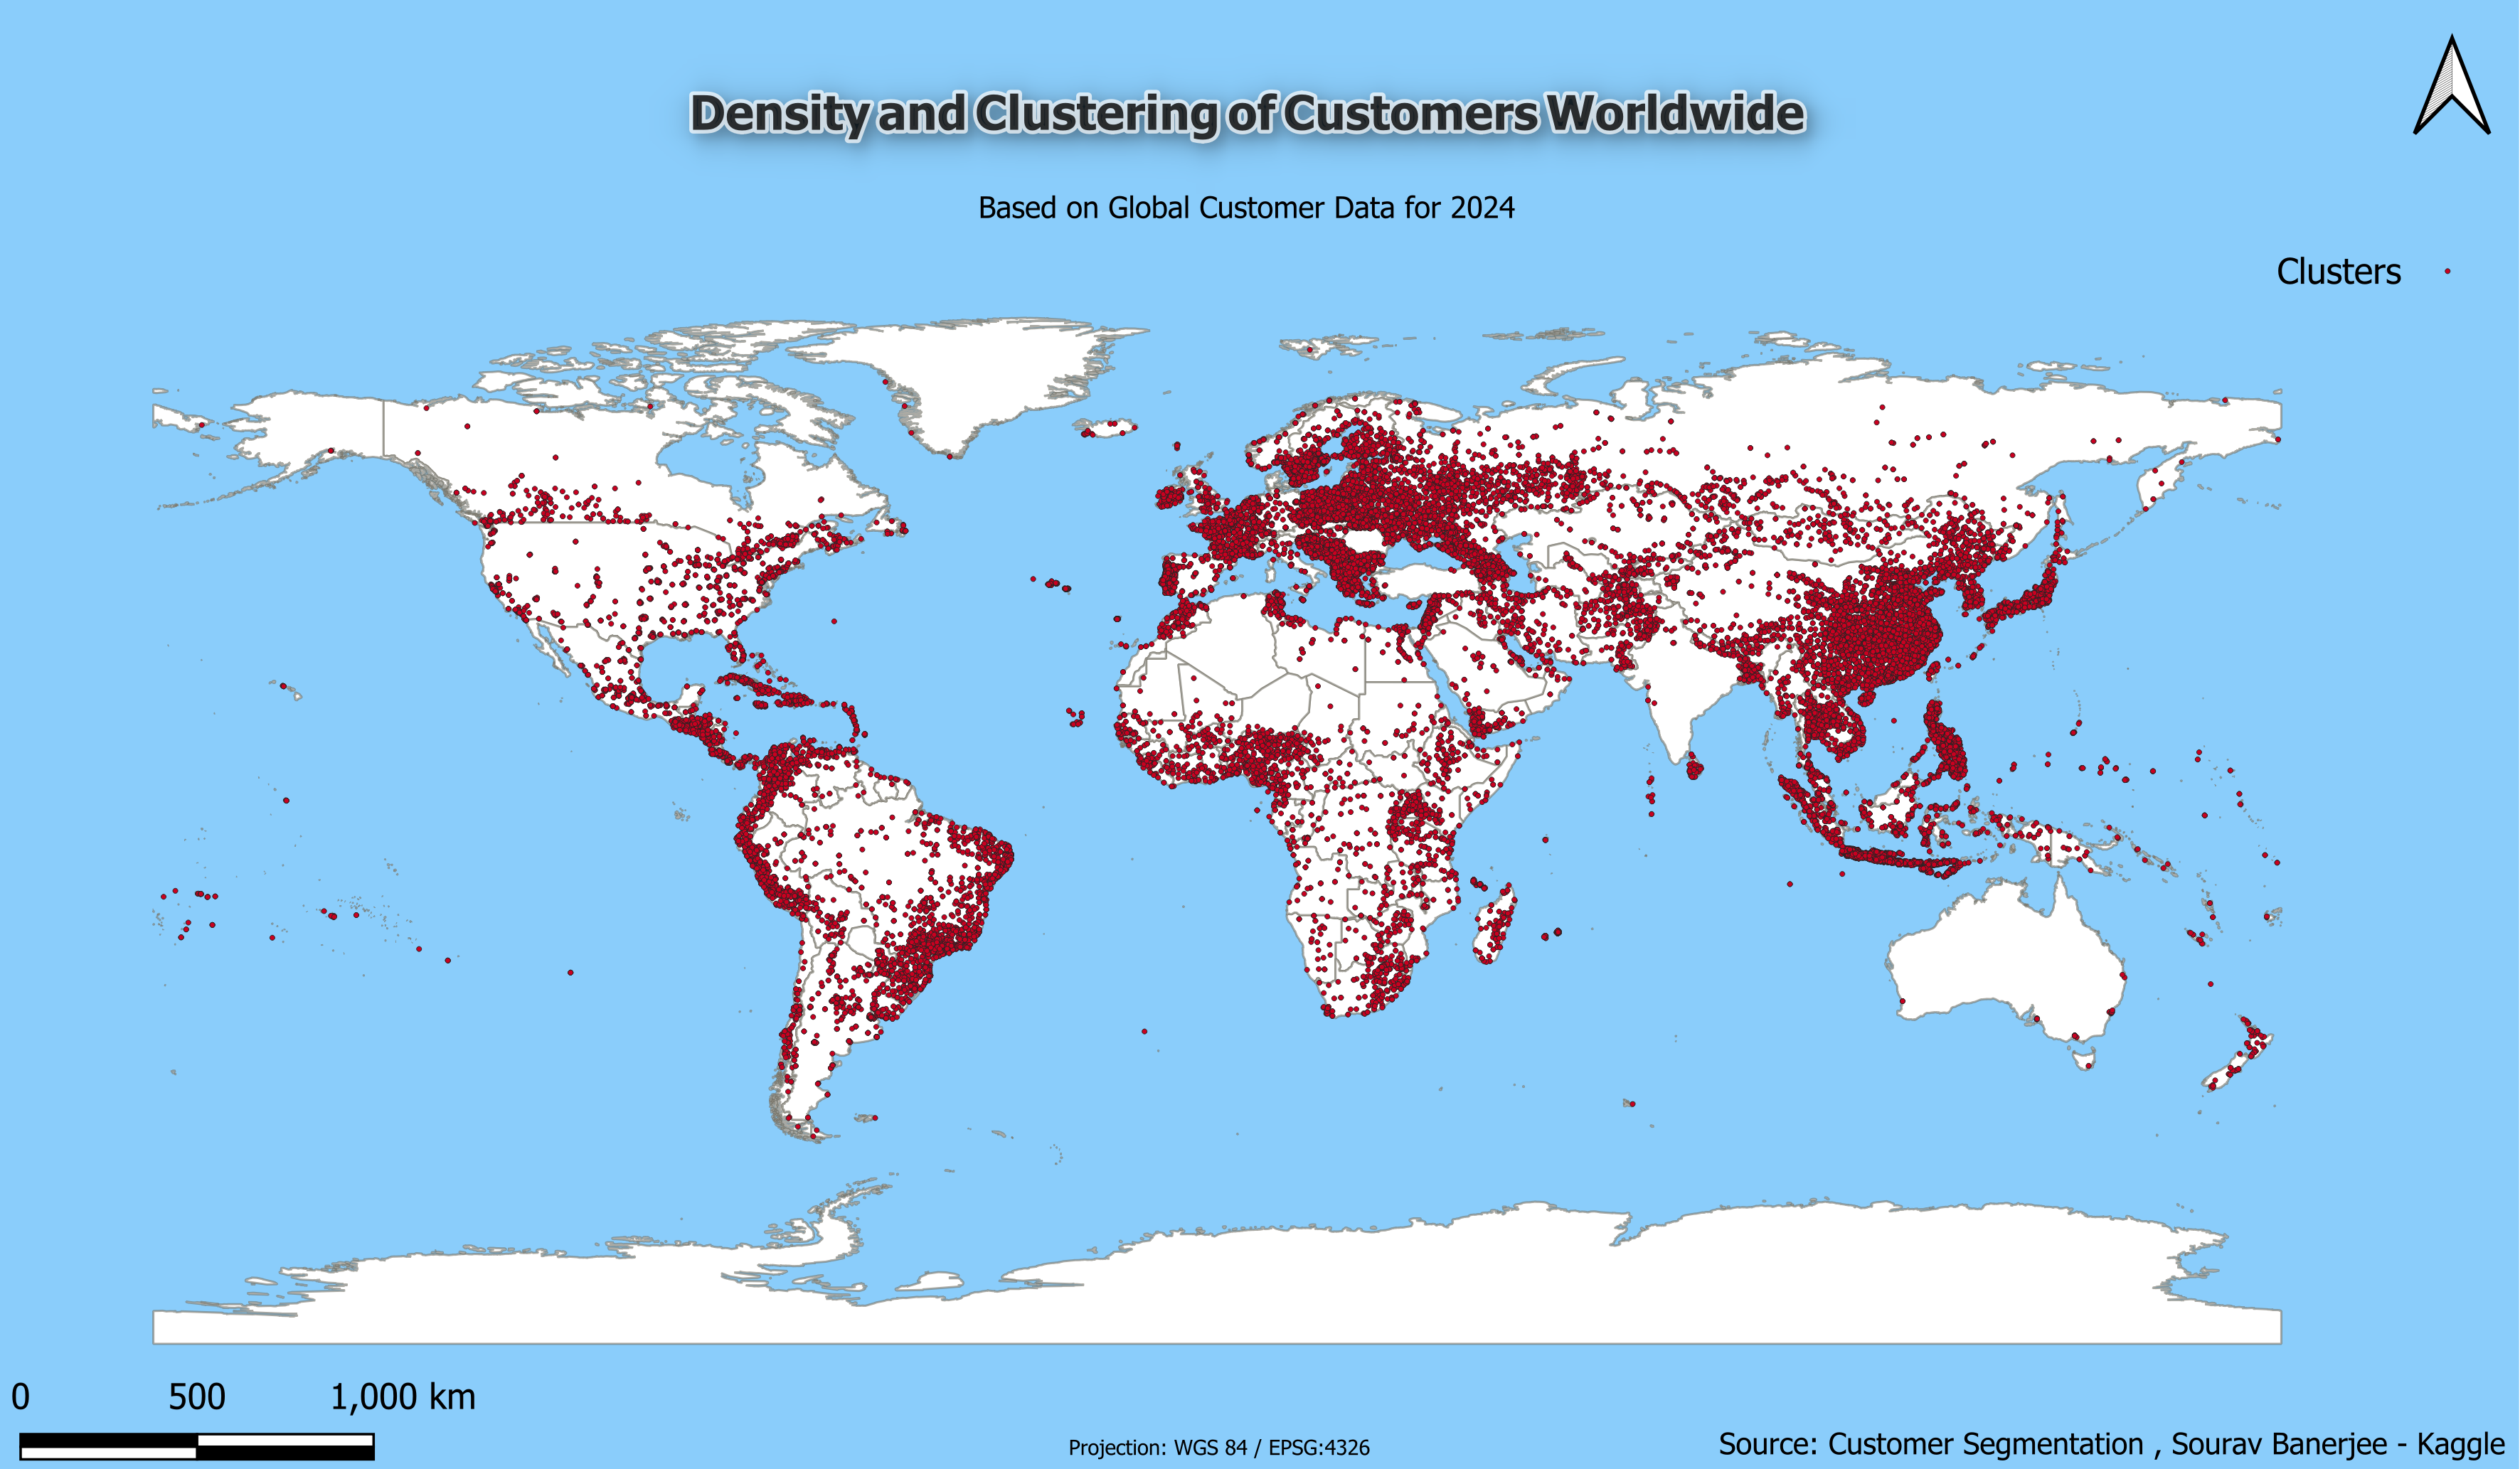 Density and Clustering of Customers Worldwide
Based on Global Customer Data for 2024
Clusters
0 500 1,000 km
Projection: WGS 84 / EPSG:4326
Source: Customer Segmentation , Sourav Banerjee - Kaggle